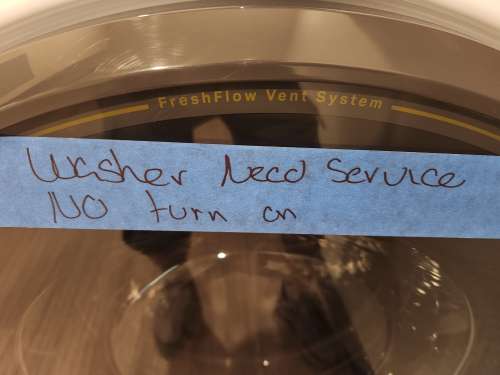 FreshFlow Vent System
Washer Need Service
NO turn on